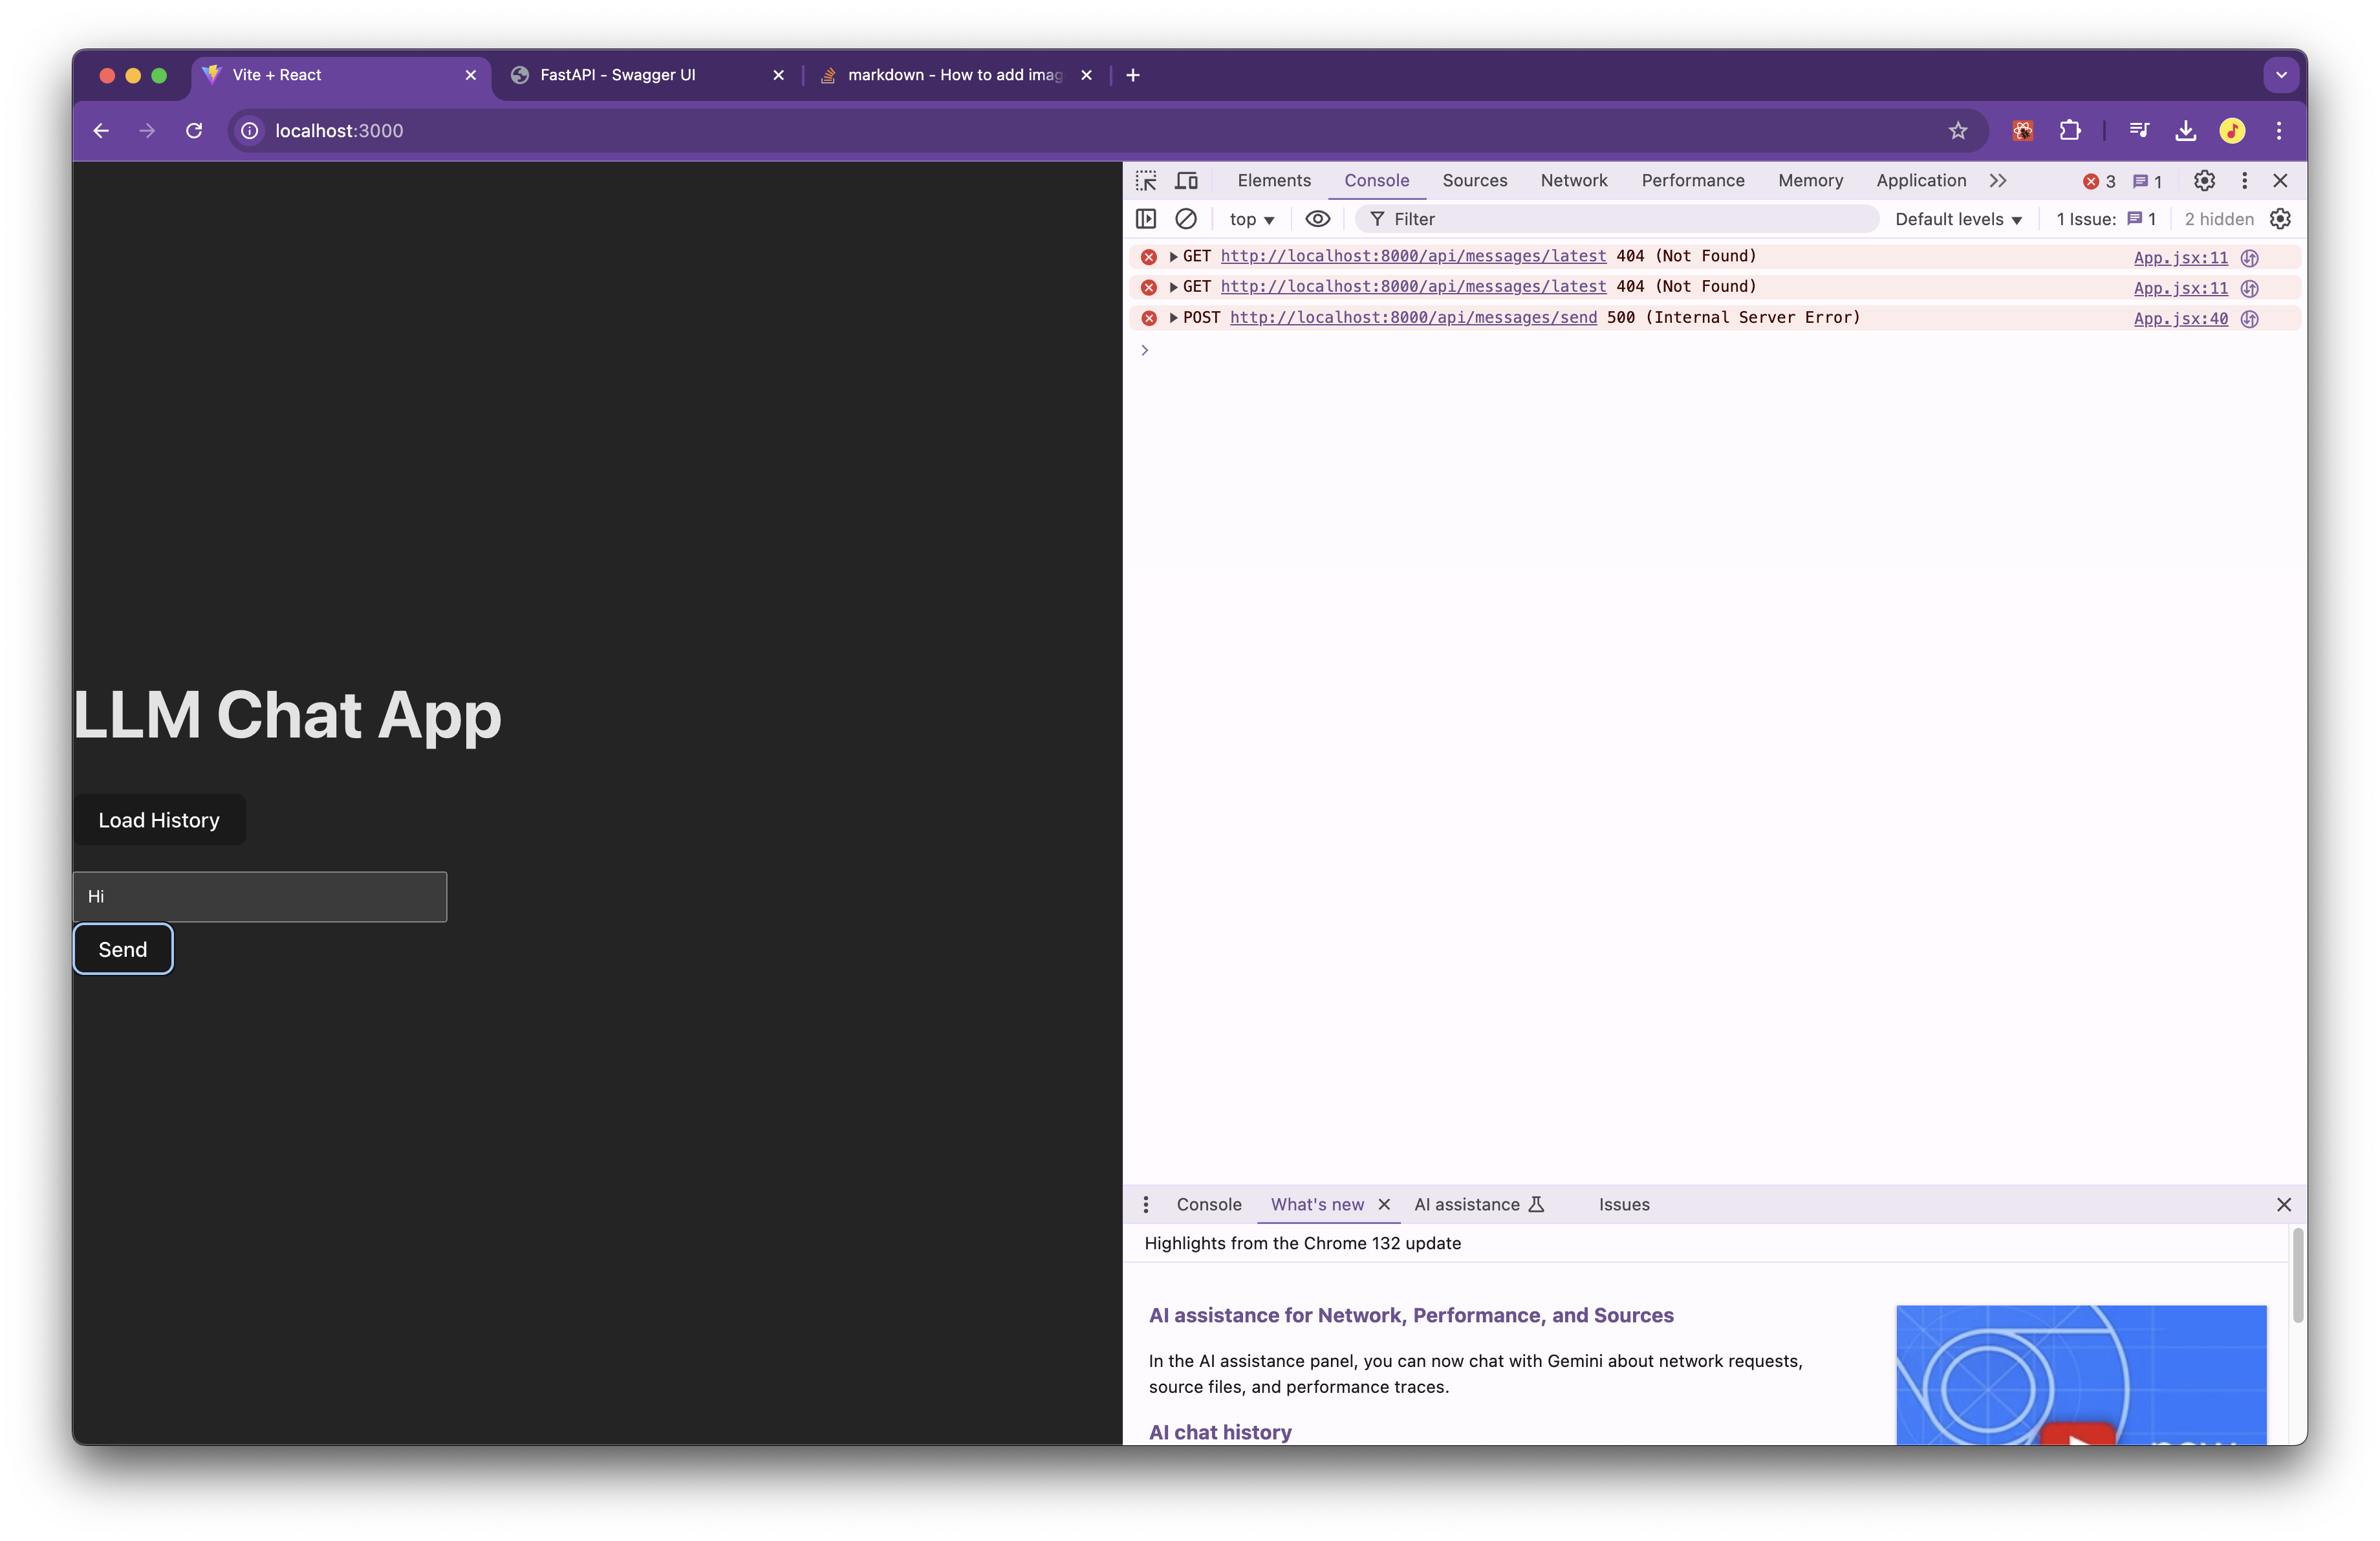 Vite + React
FastAPI - Swagger UI
markdown - How to add imag
localhost:3000
Elements Console Sources Network Performance Memory Application 3 1
top Filter Default levels 1 Issue: 1 2 hidden
GET http://localhost:8000/api/messages/latest 404 (Not Found) App.jsx:11
GET http://localhost:8000/api/messages/latest 404 (Not Found) App.jsx:11
POST http://localhost:8000/api/messages/send 500 (Internal Server Error) App.jsx:40
LLM Chat App
Load History
Hi
Send
Console What's new AI assistance Issues
Highlights from the Chrome 132 update
AI assistance for Network, Performance, and Sources
In the AI assistance panel, you can now chat with Gemini about network requests,
source files, and performance traces.
AI chat history